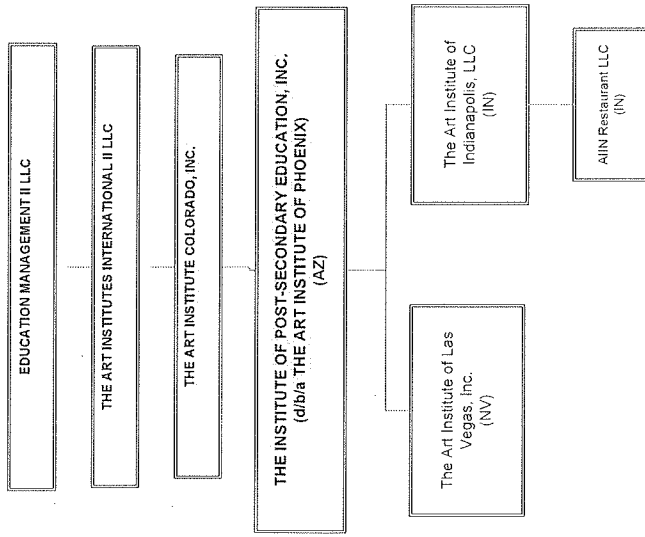 EDUCATION MANAGEMENT II LLC
THE ART INSTITUTES INTERNATIONAL II LLC
THE ART INSTITUTE COLORADO, INC.
THE INSTITUTE OF POST-SECONDARY EDUCATION, INC.
(d/b/a THE ART INSTITUTE OF PHOENIX)
(AZ)
The Art Institute of Las
Vegas, Inc.
(NV)
The Art Institute of
Indianapolis, LLC
(IN)
AIIN Restaurant LLC
(IN)